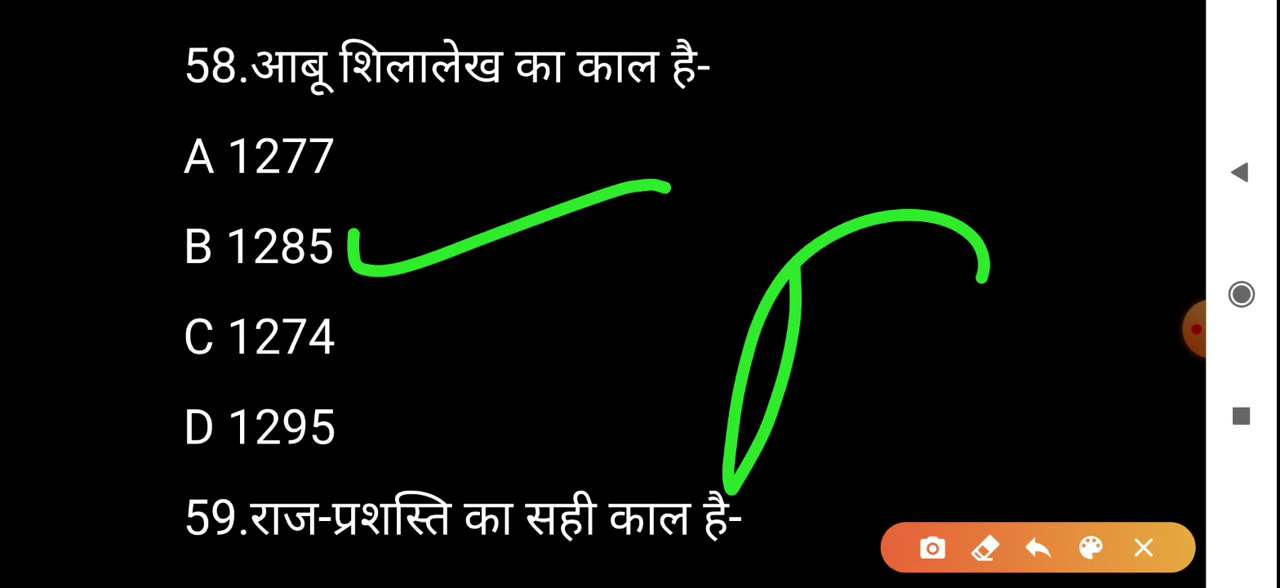 58.आबू शिलालेख का काल है-
A 1277
B 1285
C 1274
D 1295
59.राज-प्रशस्ति का सही काल है-